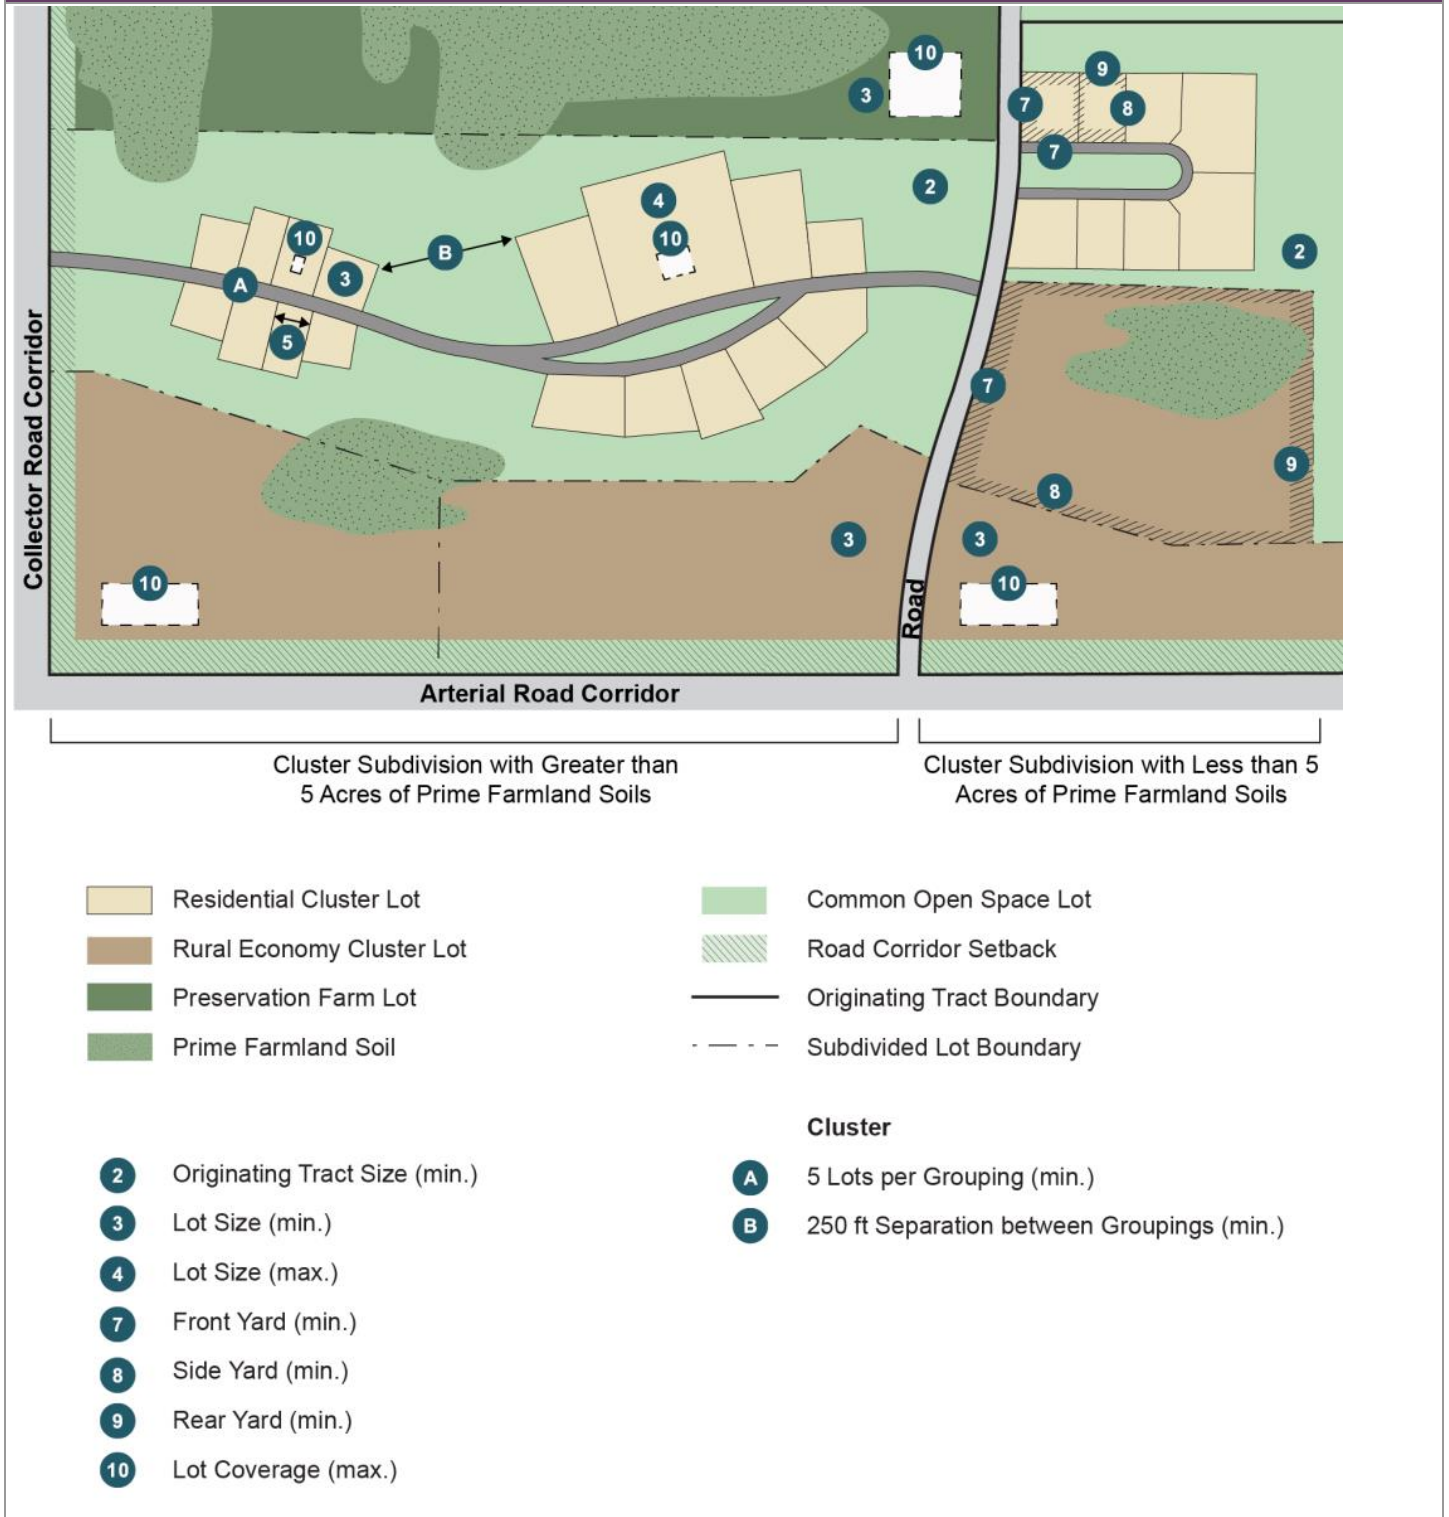 10
3
9
7
8
7
2
4
10
10
B
3
A
5
2
7
9
8
3
3
10
10
Collector Road Corridor
Road
Arterial Road Corridor
Cluster Subdivision with Greater than
5 Acres of Prime Farmland Soils
Cluster Subdivision with Less than 5
Acres of Prime Farmland Soils
Residential Cluster Lot
Rural Economy Cluster Lot
Preservation Farm Lot
Prime Farmland Soil
Common Open Space Lot
Road Corridor Setback
Originating Tract Boundary
Subdivided Lot Boundary
2 Originating Tract Size (min.)
3 Lot Size (min.)
4 Lot Size (max.)
7 Front Yard (min.)
8 Side Yard (min.)
9 Rear Yard (min.)
10 Lot Coverage (max.)
Cluster
A 5 Lots per Grouping (min.)
B 250 ft Separation between Groupings (min.)